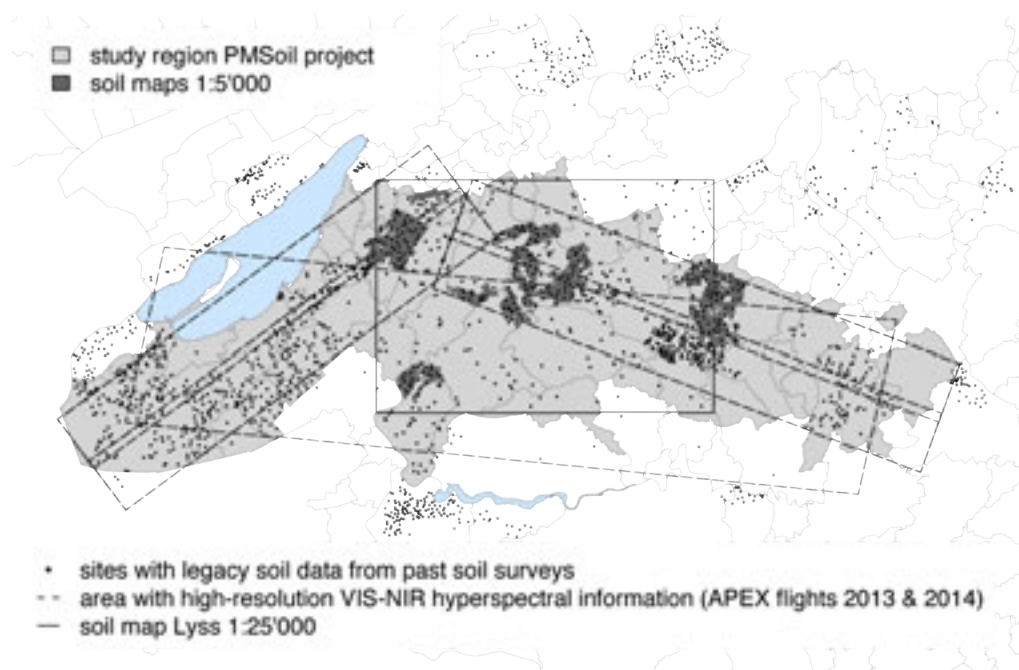 study region PMSoil project
soil maps 1:5'000
sites with legacy soil data from past soil surveys
area with high-resolution VIS-NIR hyperspectral information (APEX flights 2013 & 2014)
soil map Lyss 1:25'000